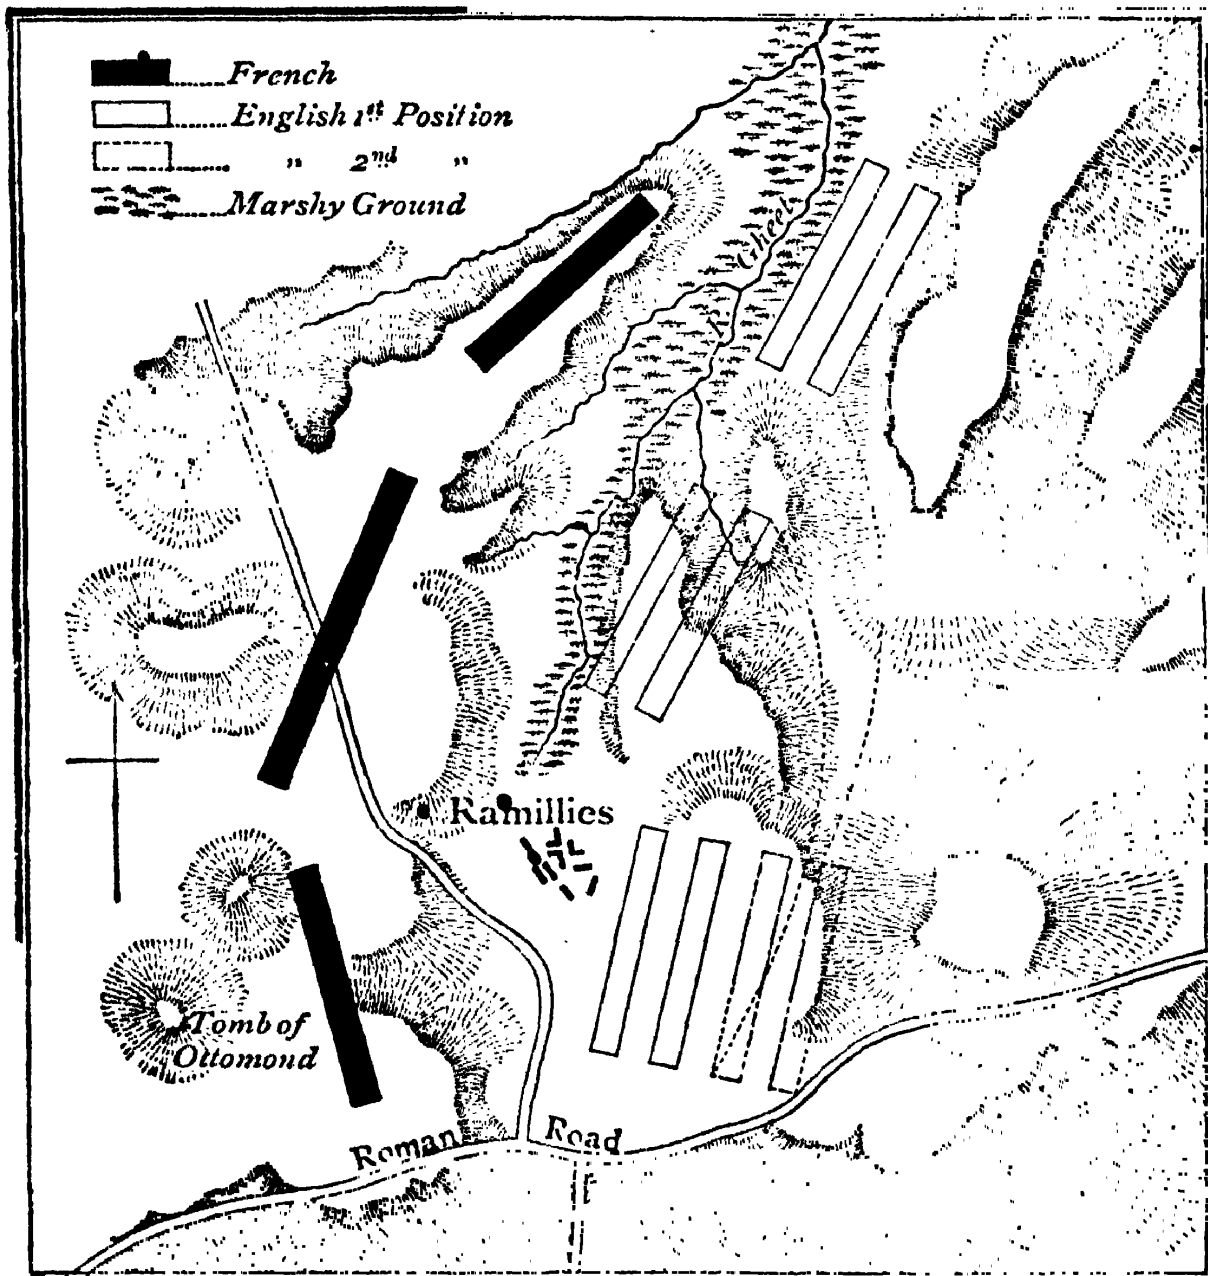 French
English 1st Position
" 2nd "
Marshy Ground
R. Gheet
Ramillies
Tomb of
Ottomond
Roman Road